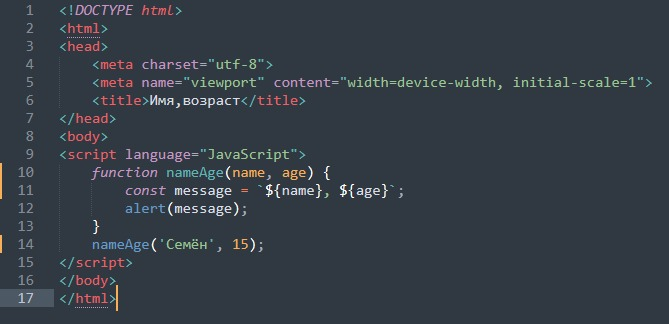 1 <!DOCTYPE html>
2 <html>
3 <head>
4     <meta charset="utf-8">
5     <meta name="viewport" content="width=device-width, initial-scale=1">
6     <title>Имя,возраст</title>
7 </head>
8 <body>
9 <script language="JavaScript">
10     function nameAge(name, age) {
11         const message = `${name}, ${age}`;
12         alert(message);
13     }
14     nameAge('Семён', 15);
15 </script>
16 </body>
17 </html>